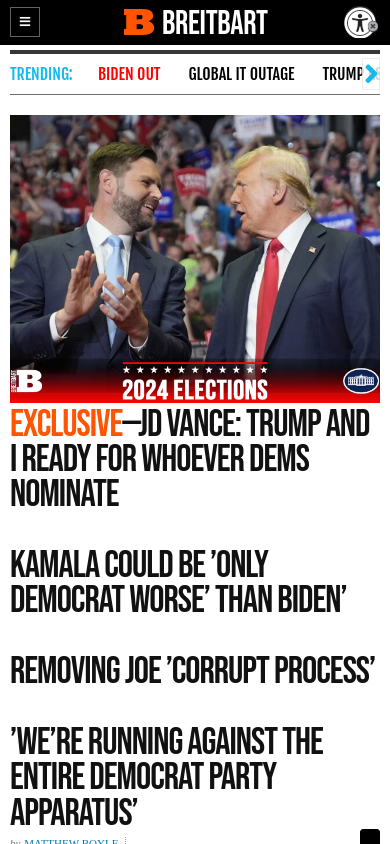 BREITBART
TRENDING:
BIDEN OUT
GLOBAL IT OUTAGE
TRUMP
BREITBART
2024 ELECTIONS
EXCLUSIVE—JD VANCE: TRUMP AND
I READY FOR WHOEVER DEMS
NOMINATE
KAMALA COULD BE ’ONLY
DEMOCRAT WORSE’ THAN BIDEN’
REMOVING JOE ’CORRUPT PROCESS’
’WE’RE RUNNING AGAINST THE
ENTIRE DEMOCRAT PARTY
APPARATUS’
by MATTHEW BOYLE